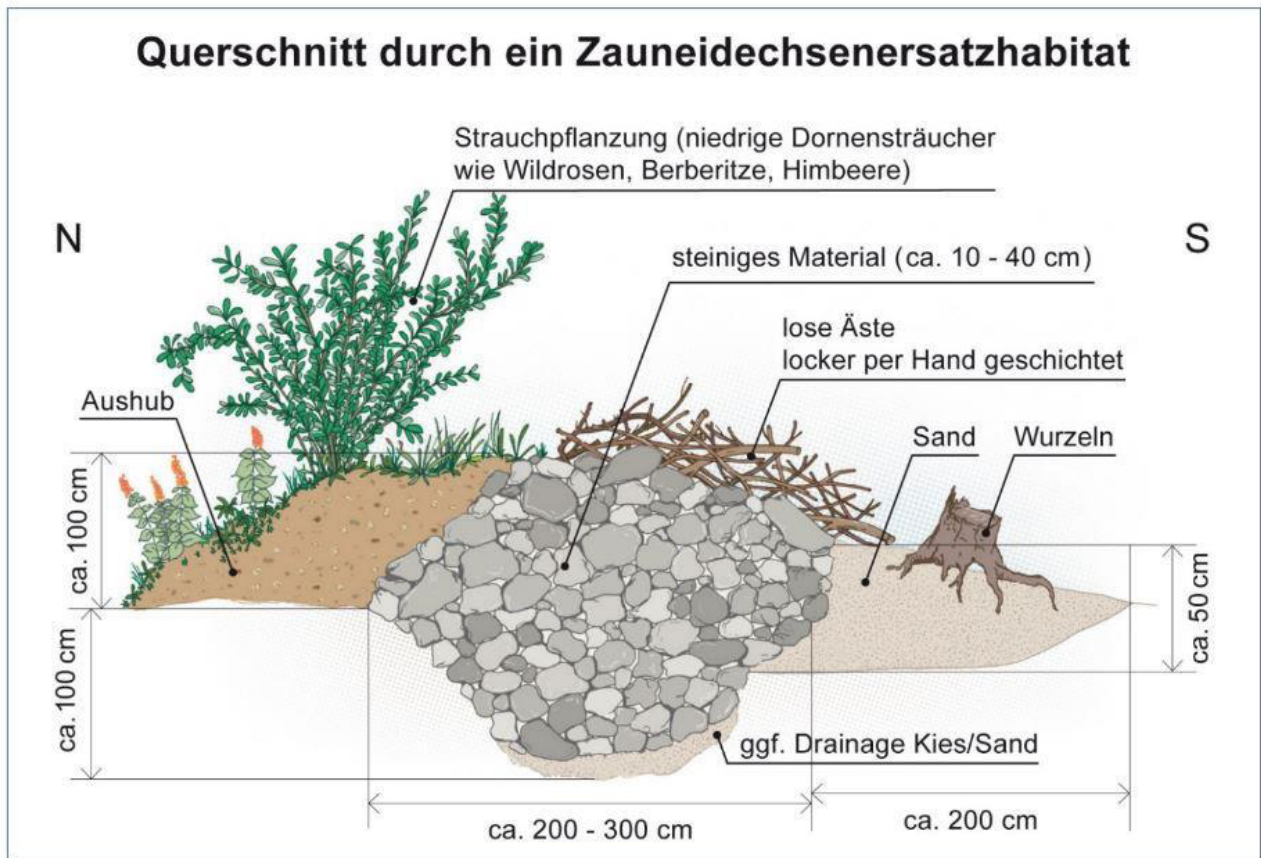 Querschnitt durch ein Zauneidechsenersatzhabitat
Strauchpflanzung (niedrige Dornensträucher
wie Wildrosen, Berberitze, Himbeere)
N
S
steiniges Material (ca. 10 - 40 cm)
lose Äste
locker per Hand geschichtet
Aushub
Sand
Wurzeln
ca. 100 cm
ca. 50 cm
ca. 100 cm
ggf. Drainage Kies/Sand
ca. 200 - 300 cm
ca. 200 cm